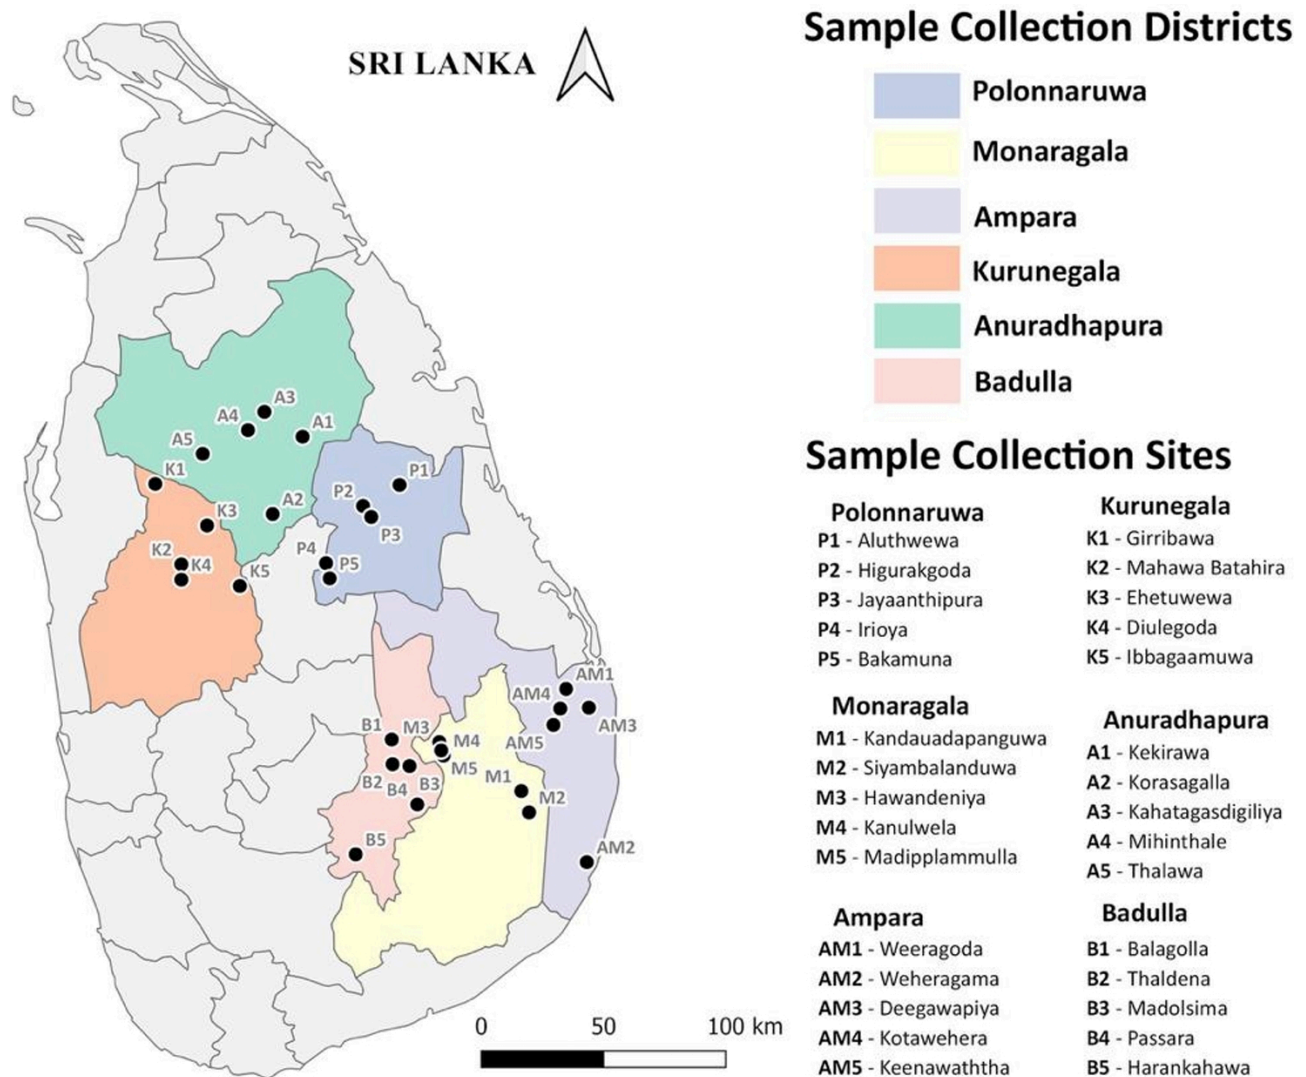 SRI LANKA
Sample Collection Districts
Polonnaruwa
Monaragala
Ampara
Kurunegala
Anuradhapura
Badulla
A3
A4
A1
A5
K1
P1
P2
A2
K3
P3
K2
P4
K4
K5
P5
AM1
AM4
AM3
B1
M3
M4
AM5
M5
M1
B2
B4
B3
M2
B5
AM2
0 50 100 km
Sample Collection Sites
Polonnaruwa
P1 - Aluthwewa
P2 - Higurakgoda
P3 - Jayaanthipura
P4 - Irioya
P5 - Bakamuna
Monaragala
M1 - Kandauadapanguwa
M2 - Siyambalanduwa
M3 - Hawandeniya
M4 - Kanulwela
M5 - Madipplammulla
Ampara
AM1 - Weeragoda
AM2 - Weheragama
AM3 - Deegawapiya
AM4 - Kotawehera
AM5 - Keenawaththa
Kurunegala
K1 - Girribawa
K2 - Mahawa Batahira
K3 - Ehetuwewa
K4 - Diulegoda
K5 - Ibbagaamuwa
Anuradhapura
A1 - Kekirawa
A2 - Korasagalla
A3 - Kahatagasdigiliya
A4 - Mihinthale
A5 - Thalawa
Badulla
B1 - Balagolla
B2 - Thaldena
B3 - Madolsima
B4 - Passara
B5 - Harankahawa